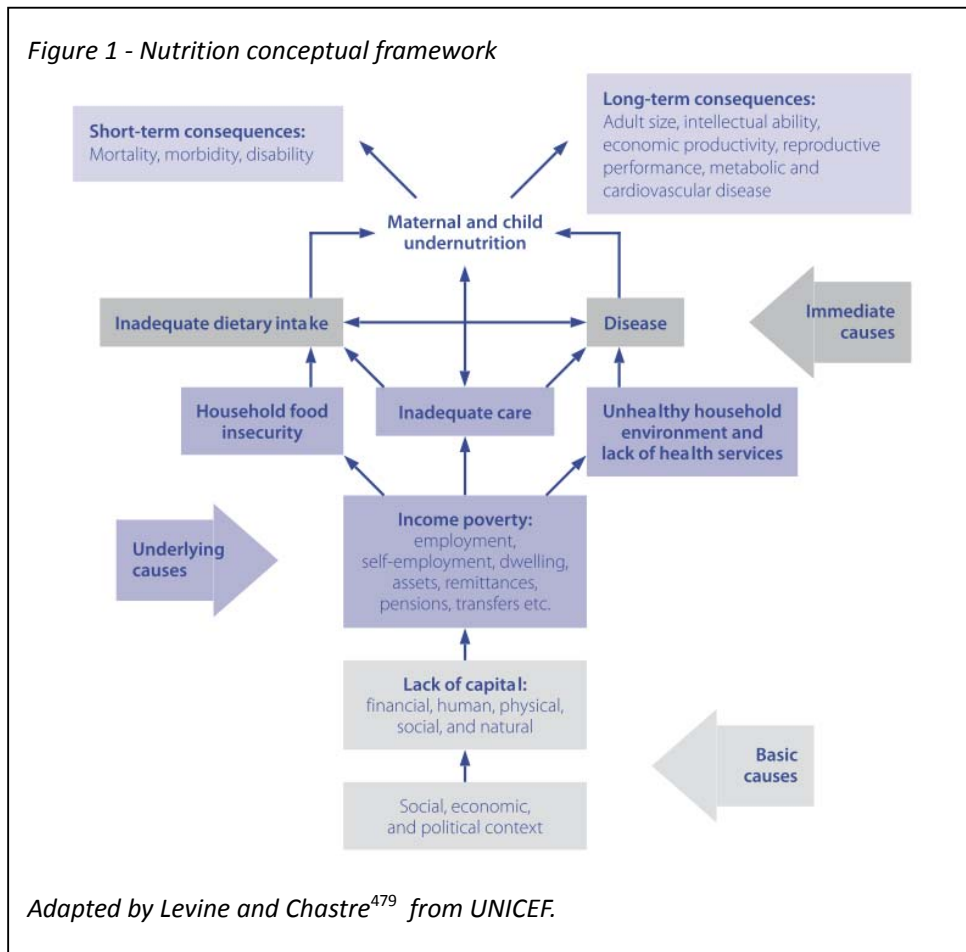 Figure 1 - Nutrition conceptual framework
Short-term consequences:
Mortality, morbidity, disability
Long-term consequences:
Adult size, intellectual ability,
economic productivity, reproductive
performance, metabolic and
cardiovascular disease
Maternal and child
undernutrition
Inadequate dietary intake
Disease
Immediate
causes
Household food
insecurity
Inadequate care
Unhealthy household
environment and
lack of health services
Underlying
causes
Income poverty:
employment,
self-employment, dwelling,
assets, remittances,
pensions, transfers etc.
Lack of capital:
financial, human, physical,
social, and natural
Basic
causes
Social, economic,
and political context
Adapted by Levine and Chastre479 from UNICEF.